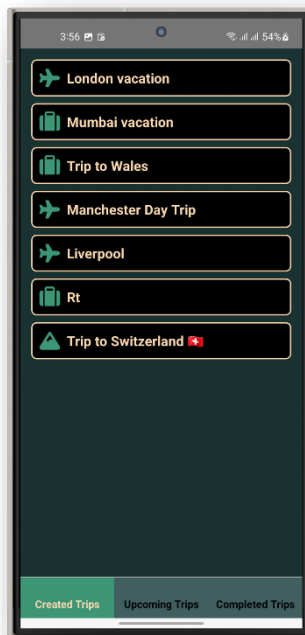 3:56 54%
London vacation
Mumbai vacation
Trip to Wales
Manchester Day Trip
Liverpool
Rt
Trip to Switzerland 🇨🇭
Created Trips Upcoming Trips Completed Trips